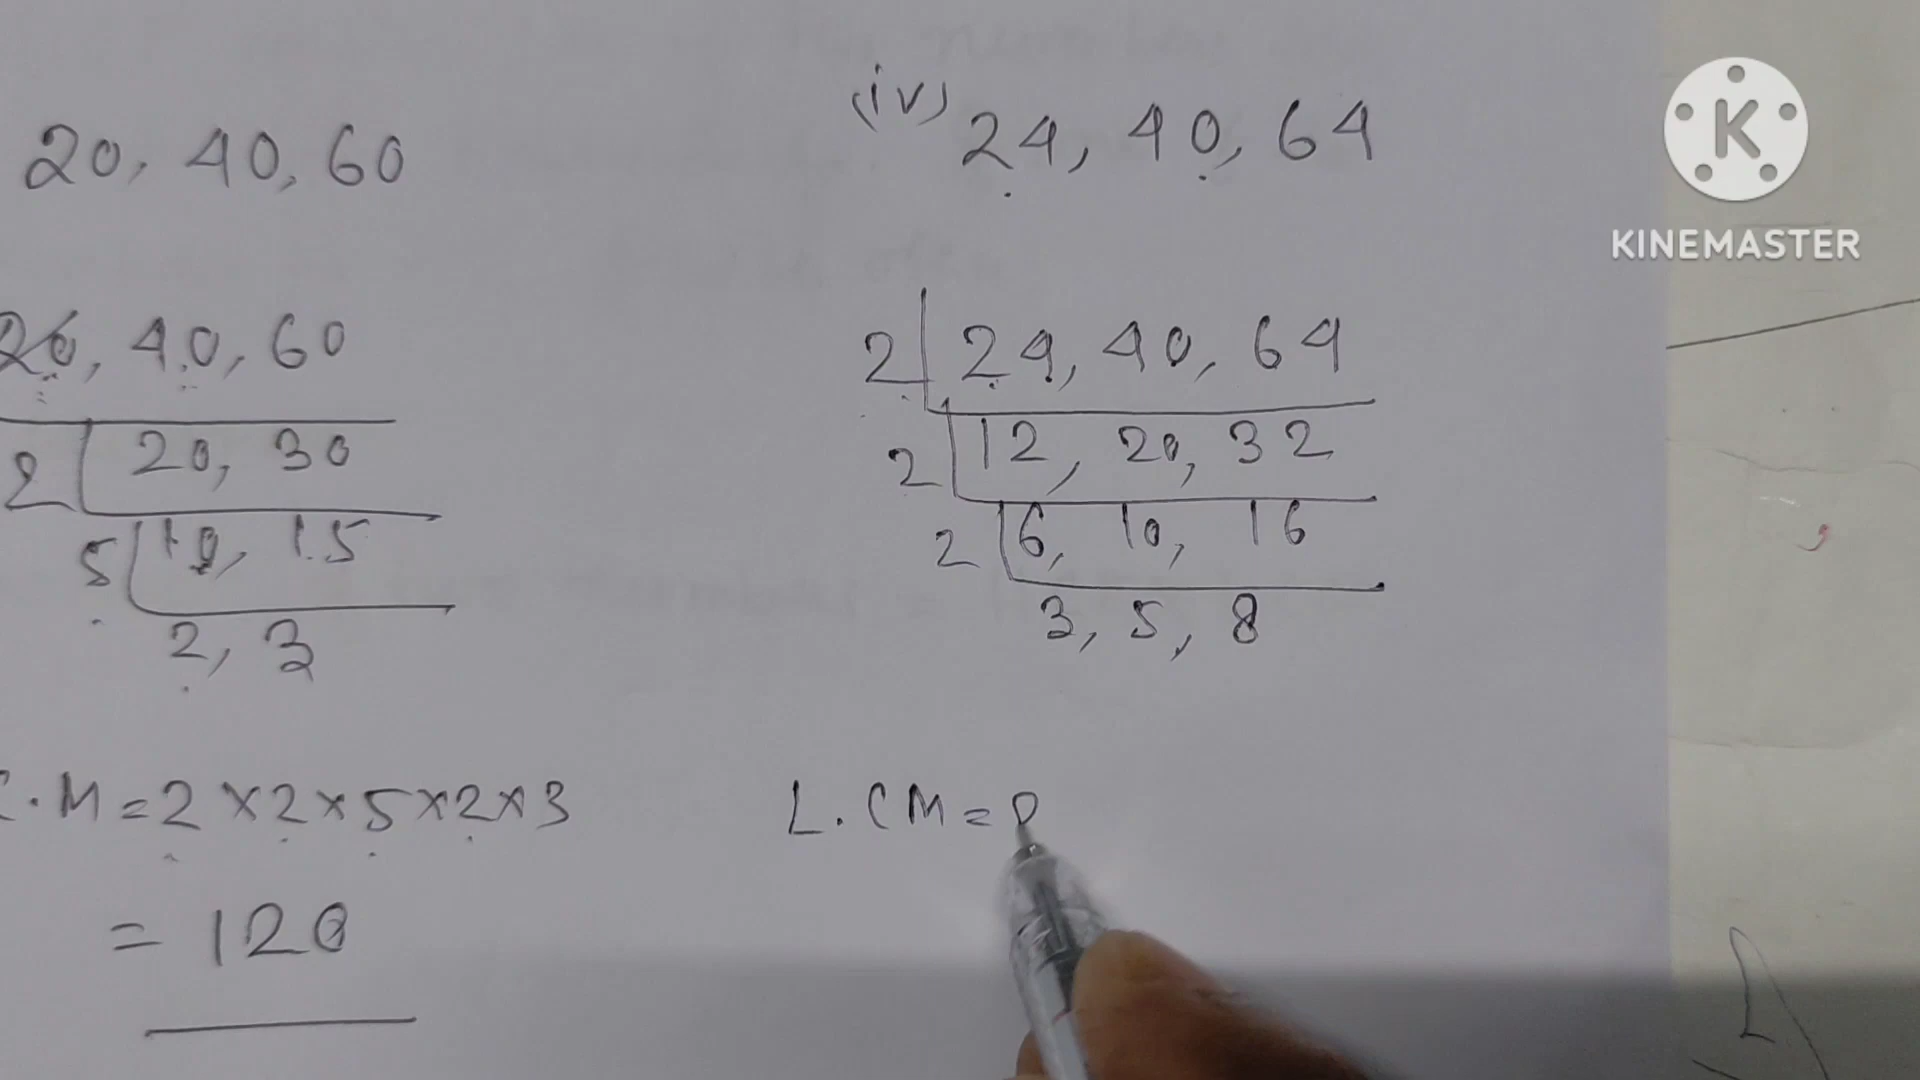 20, 40, 60
20, 40, 60
2 20, 30
5 10, 15
2, 3
C.M = 2 × 2 × 5 × 2 × 3
= 120
(iv) 24, 40, 64
2 24, 40, 64
2 12, 20, 32
2 6, 10, 16
3, 5, 8
L.CM =
KINEMASTER